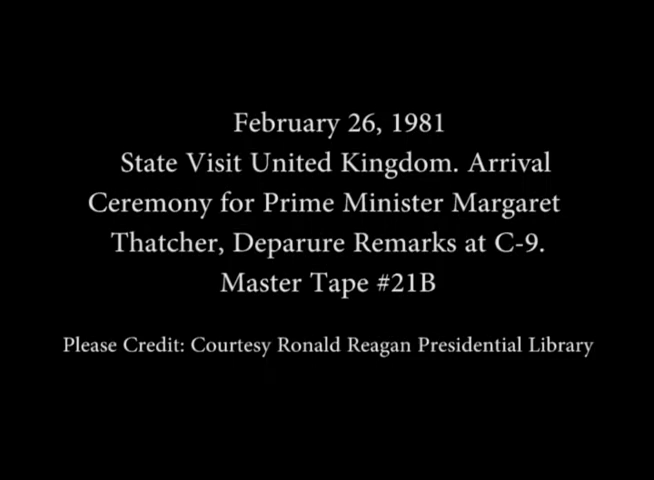 February 26, 1981
State Visit United Kingdom. Arrival
Ceremony for Prime Minister Margaret
Thatcher, Deparure Remarks at C-9.
Master Tape #21B
Please Credit: Courtesy Ronald Reagan Presidential Library